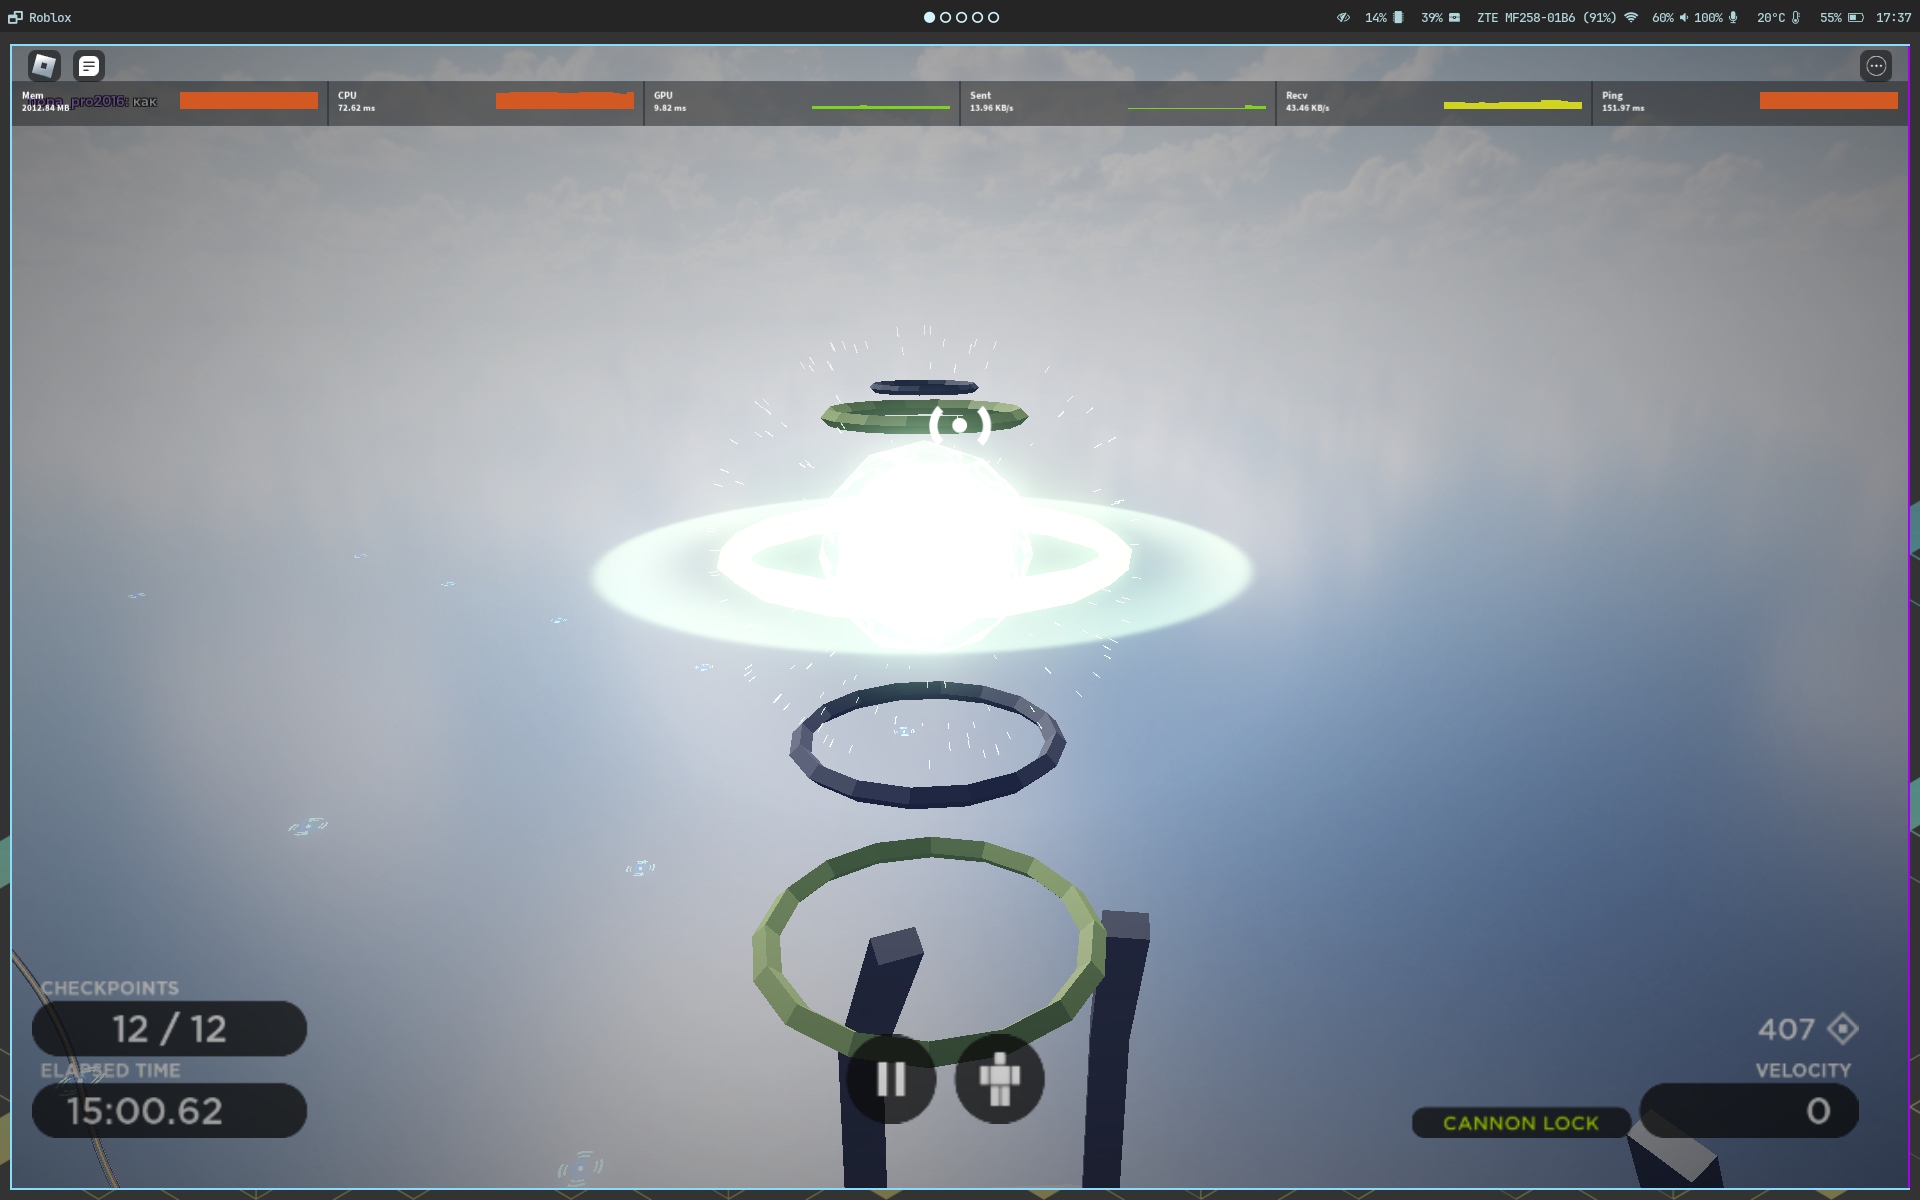 Roblox
14%
39%
ZTE MF258-01B6 (91%)
60%
100%
20°C
55%
17:37
Mem
2012.84 MB
pro2016: как
CPU
72.62 ms
GPU
9.82 ms
Sent
13.96 KB/s
Recv
43.46 KB/s
Ping
151.97 ms
CHECKPOINTS
12 / 12
ELAPSED TIME
15:00.62
407
VELOCITY
0
CANNON LOCK